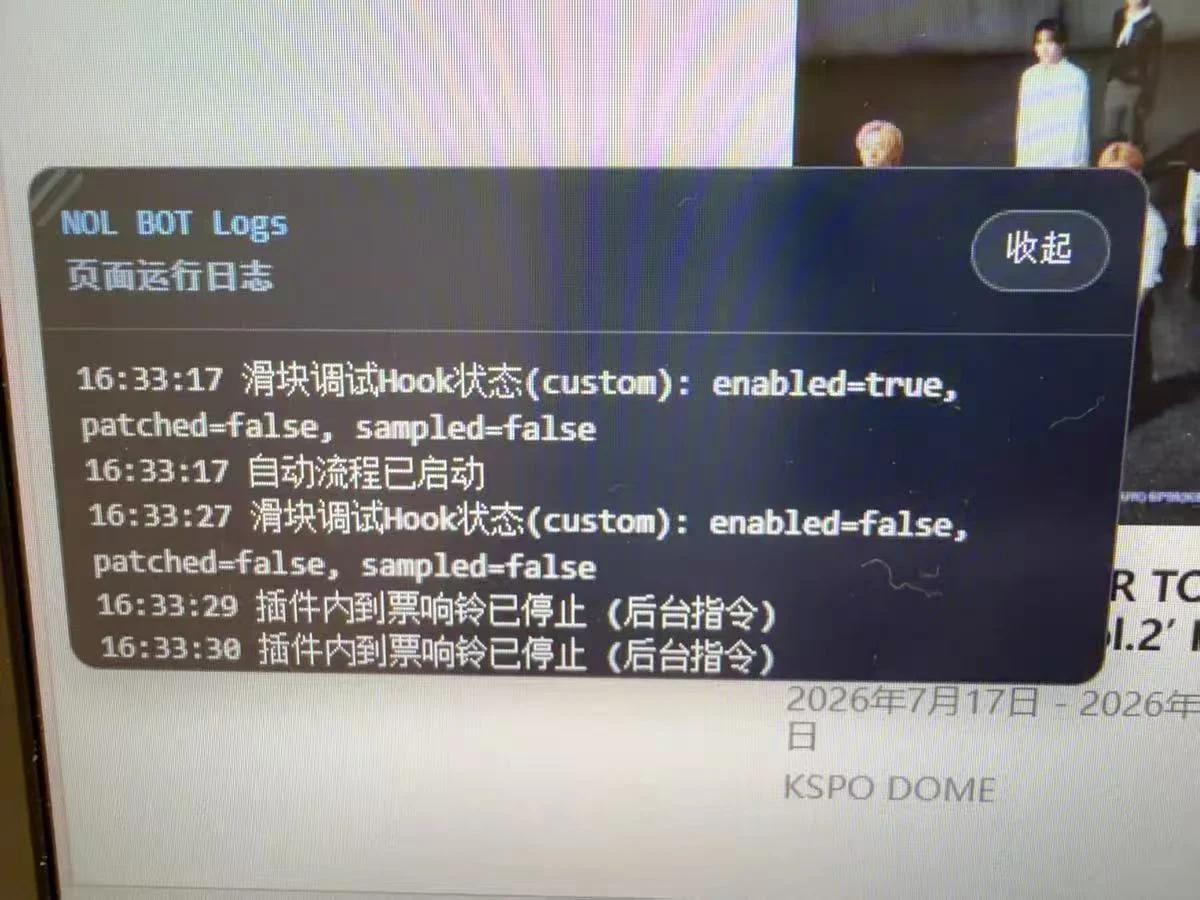 NOL BOT Logs
收起
页面运行日志
16:33:17 滑块调试Hook状态(custom): enabled=true,
patched=false, sampled=false
16:33:17 自动流程已启动
16:33:27 滑块调试Hook状态(custom): enabled=false,
patched=false, sampled=false
16:33:29 插件内到票响铃已停止 (后台指令)
16:33:30 插件内到票响铃已停止 (后台指令)
R TO
l.2'
2026年7月17日 - 2026年
日
KSPO DOME